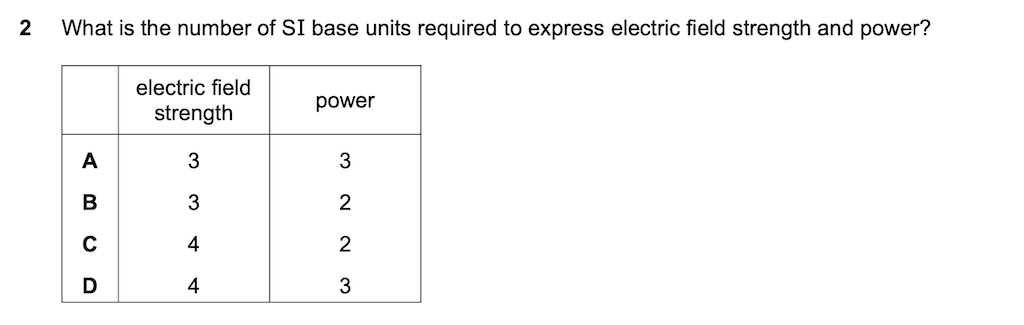 2 What is the number of SI base units required to express electric field strength and power?
electric field strength power
A 3 3
B 3 2
C 4 2
D 4 3